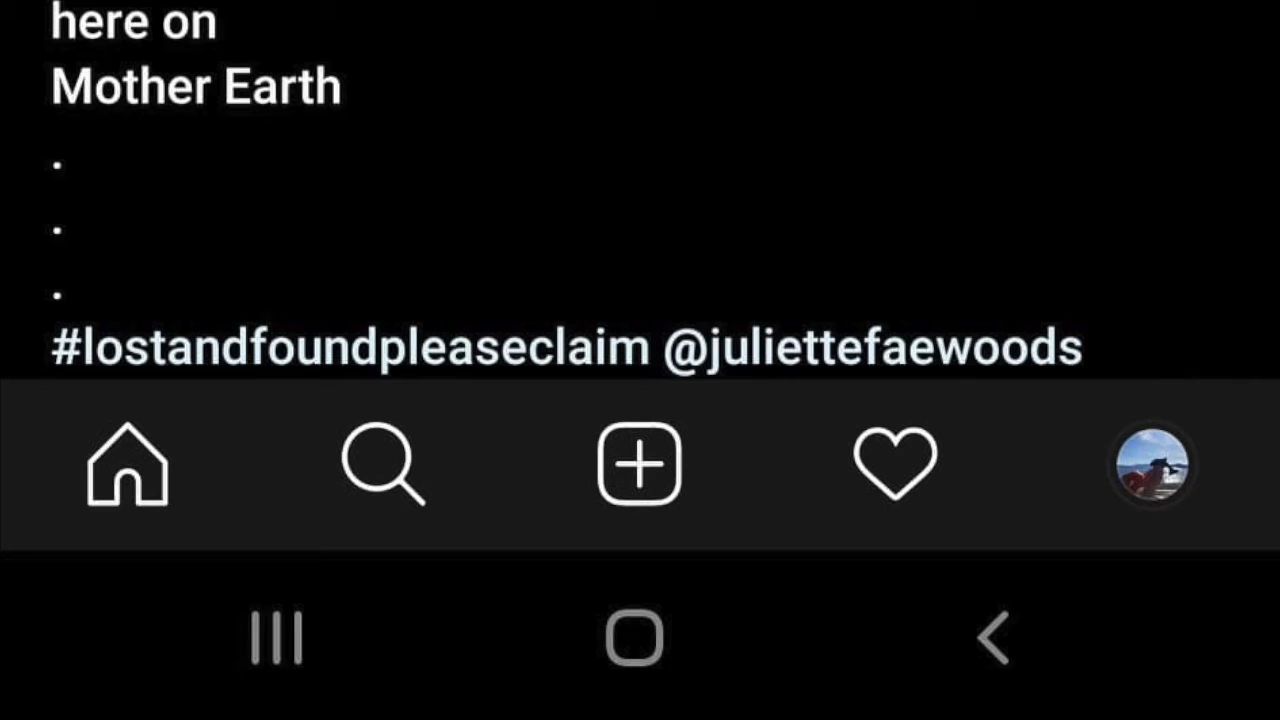 here on
Mother Earth
.
.
.
#lostandfoundpleaseclaim @juliettefaewoods